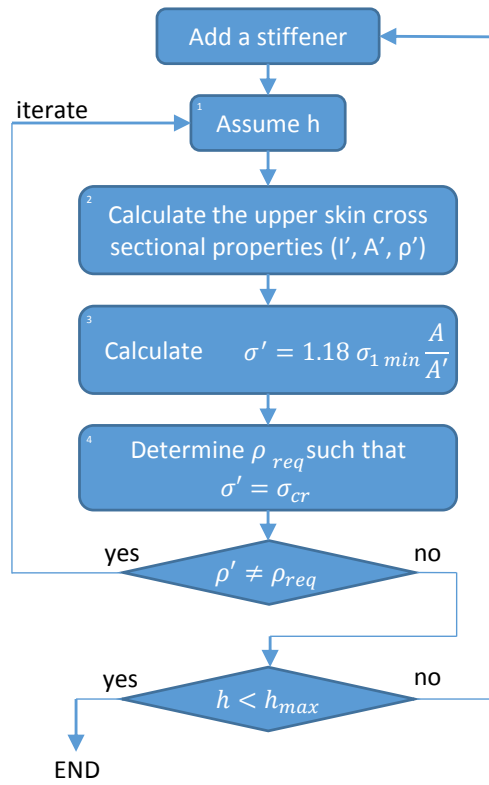 Add a stiffener
iterate
1
Assume h
2
Calculate the upper skin cross
sectional properties (I’, A’, ρ’)
3
Calculate σ′ = 1.18 σ₁ ₘᵢₙ A/A′
4
Determine ρ req such that
σ′ = σcr
yes
no
ρ′ ≠ ρreq
yes
no
h < hmax
END